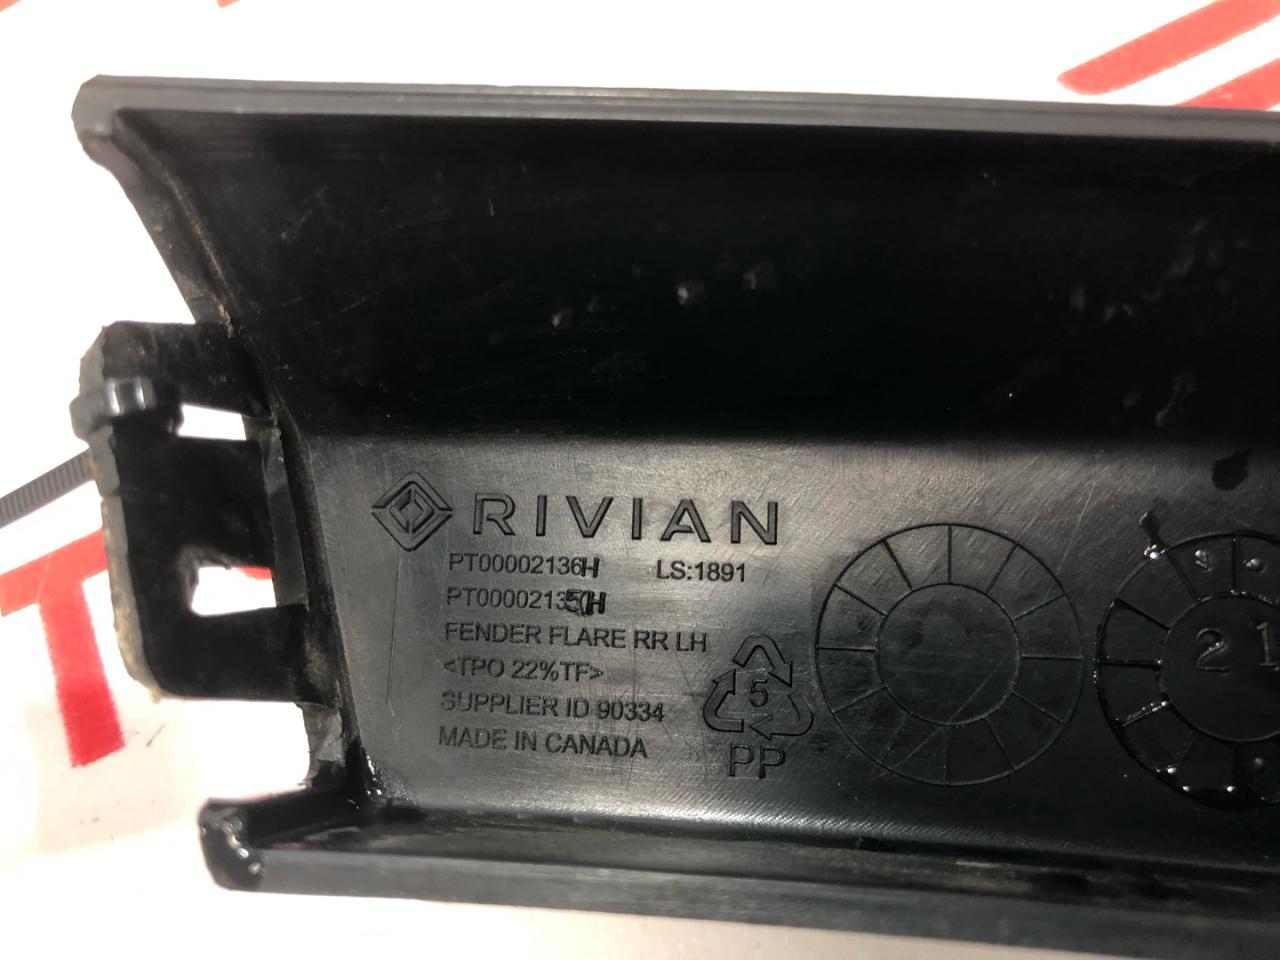 RIVIAN
PT00002136H LS:1891
FENDER FLARE RR LH
<TPO 22%TF>
SUPPLIER ID 90334
MADE IN CANADA
5
PP
21